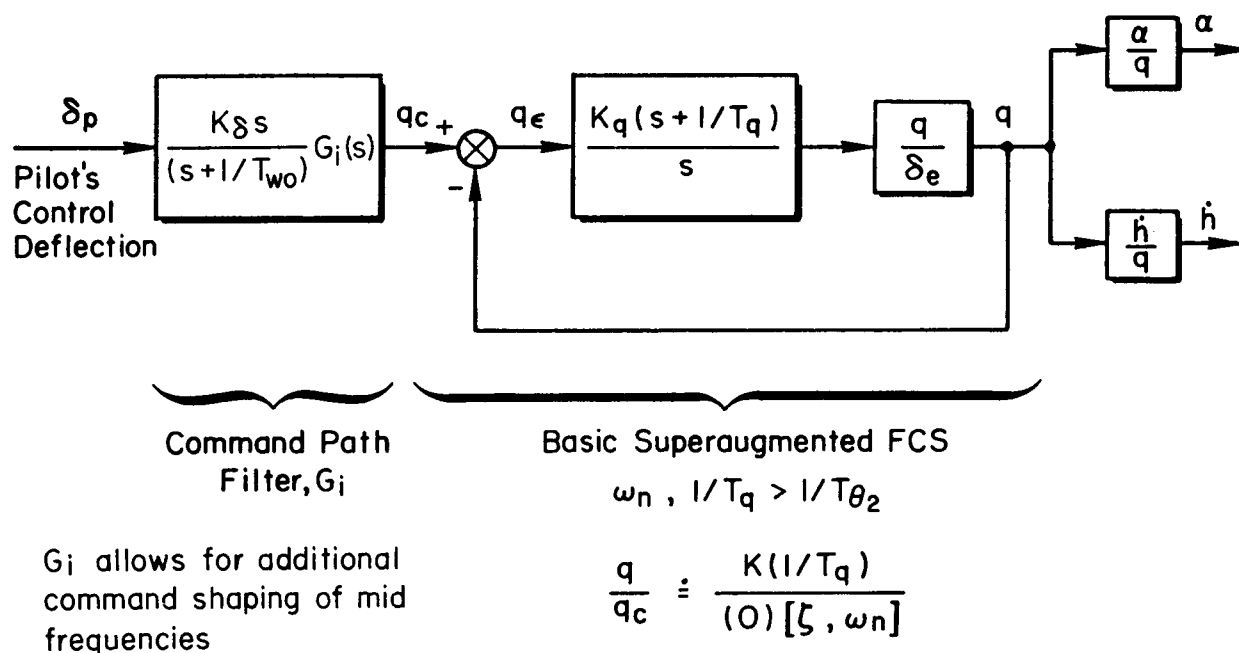 δp
Pilot's
Control
Deflection
Kδ s
(s+1/Two) Gi(s)
qc +
-
qϵ
Kq(s+1/Tq)
s
q
δe
q
α
q
α
ḣ
q
ḣ
Command Path
Filter, Gi
Basic Superaugmented FCS
ωn , 1/Tq > 1/Tθ2
Gi allows for additional
command shaping of mid
frequencies
q/qc ≐ K(1/Tq)/(0)[ζ, ωn]